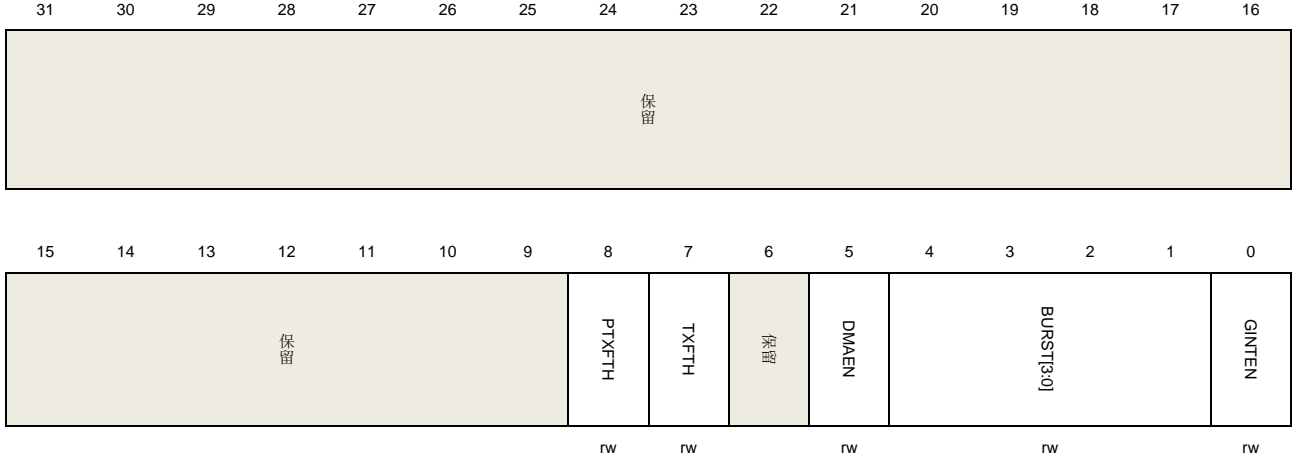 31 30 29 28 27 26 25 24 23 22 21 20 19 18 17 16
保留
15 14 13 12 11 10 9 8 7 6 5 4 3 2 1 0
保留 PTXFTH TXFTH 保留 DMAEN BURST[3:0] GINTEN
rw rw rw rw rw